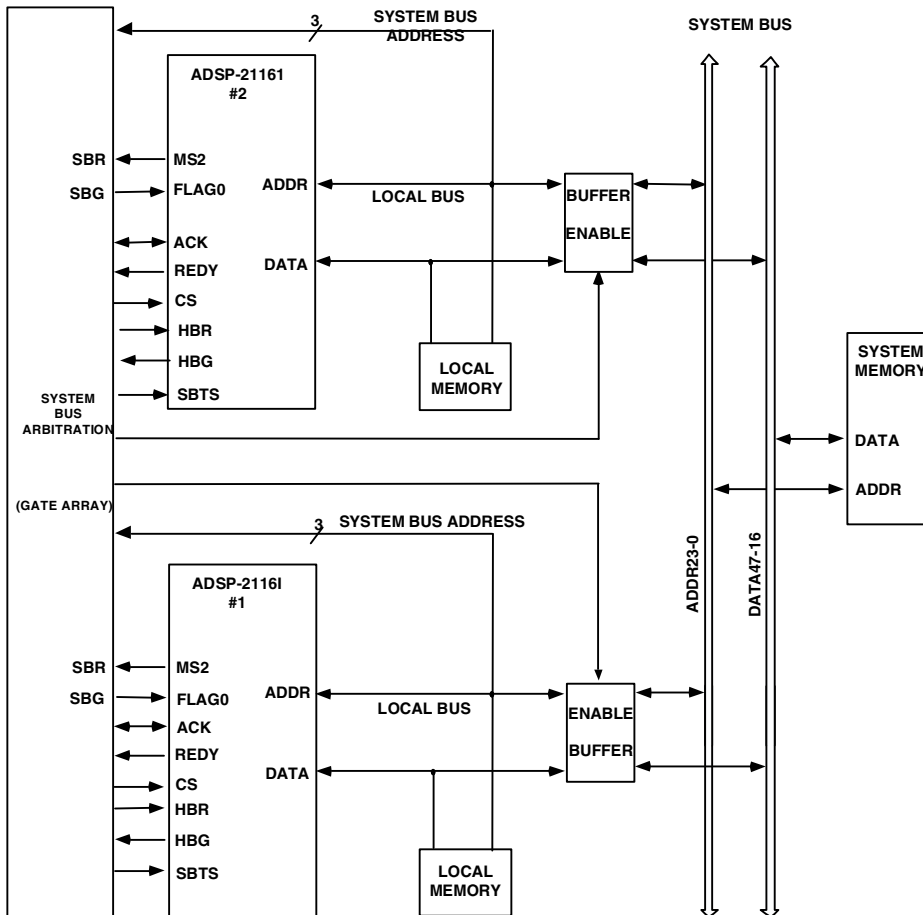 3
SYSTEM BUS
ADDRESS
SYSTEM BUS
ADSP-21161
#2
SBR
MS2
SBG
FLAG0
ADDR
LOCAL BUS
BUFFER
ENABLE
ACK
DATA
REDY
CS
HBR
HBG
SBTS
LOCAL
MEMORY
SYSTEM
MEMORY
DATA
ADDR
SYSTEM
BUS
ARBITRATION
(GATE ARRAY)
3
SYSTEM BUS ADDRESS
ADDR23-0
DATA47-16
ADSP-2116I
#1
SBR
MS2
SBG
FLAG0
ADDR
LOCAL BUS
ENABLE
BUFFER
ACK
REDY
DATA
CS
HBR
HBG
SBTS
LOCAL
MEMORY